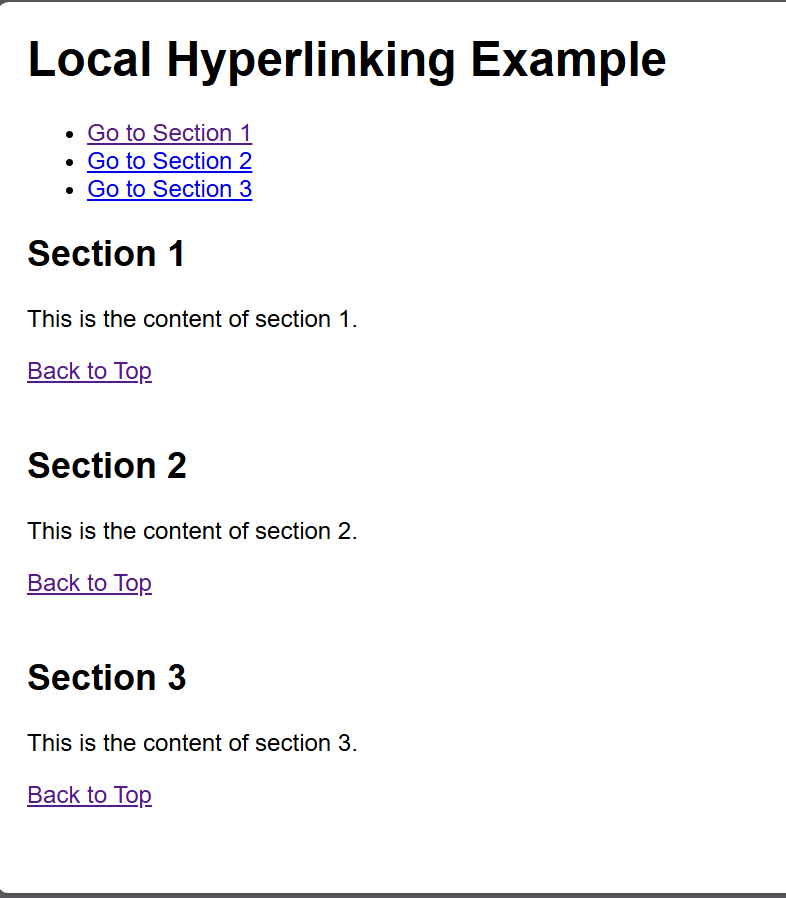 Local Hyperlinking Example
Go to Section 1
Go to Section 2
Go to Section 3
Section 1
This is the content of section 1.
Back to Top
Section 2
This is the content of section 2.
Back to Top
Section 3
This is the content of section 3.
Back to Top